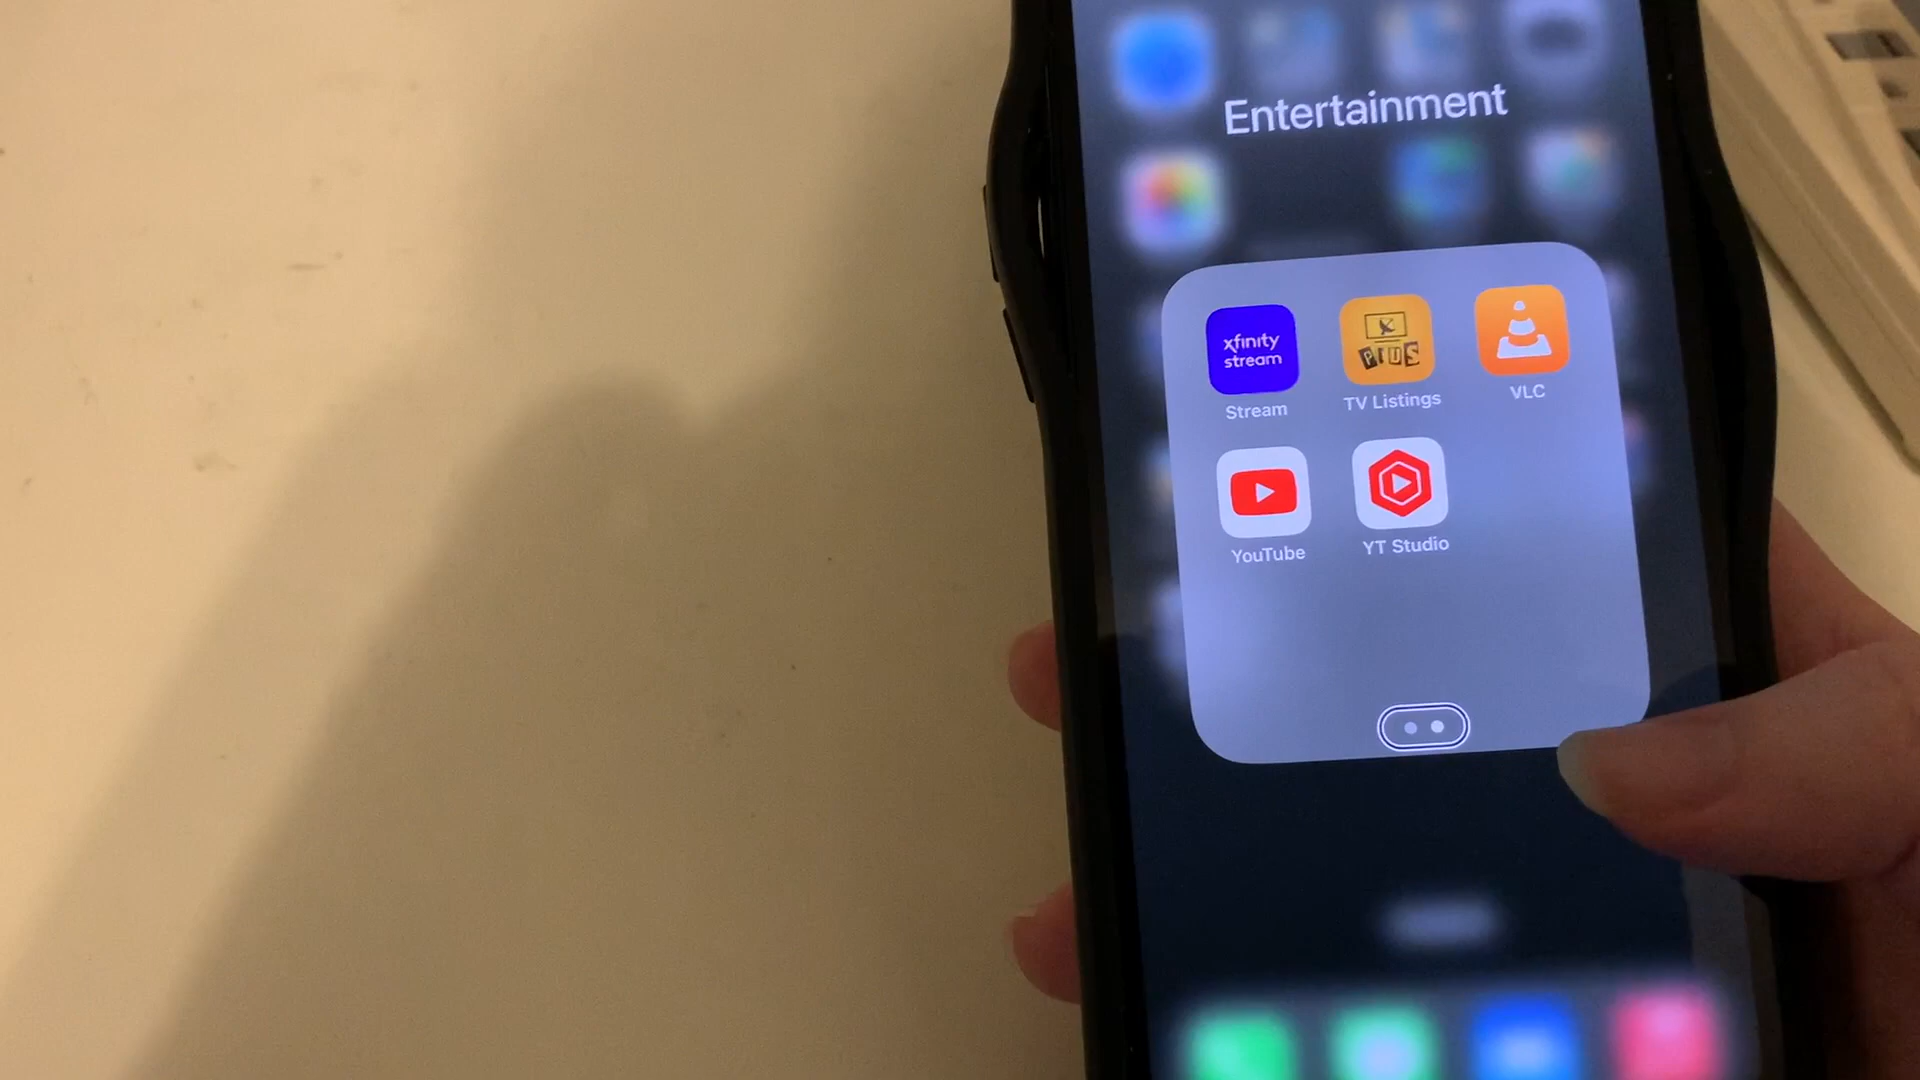 Entertainment
xfinity
stream
PLUS
Stream
TV Listings
VLC
YouTube
YT Studio